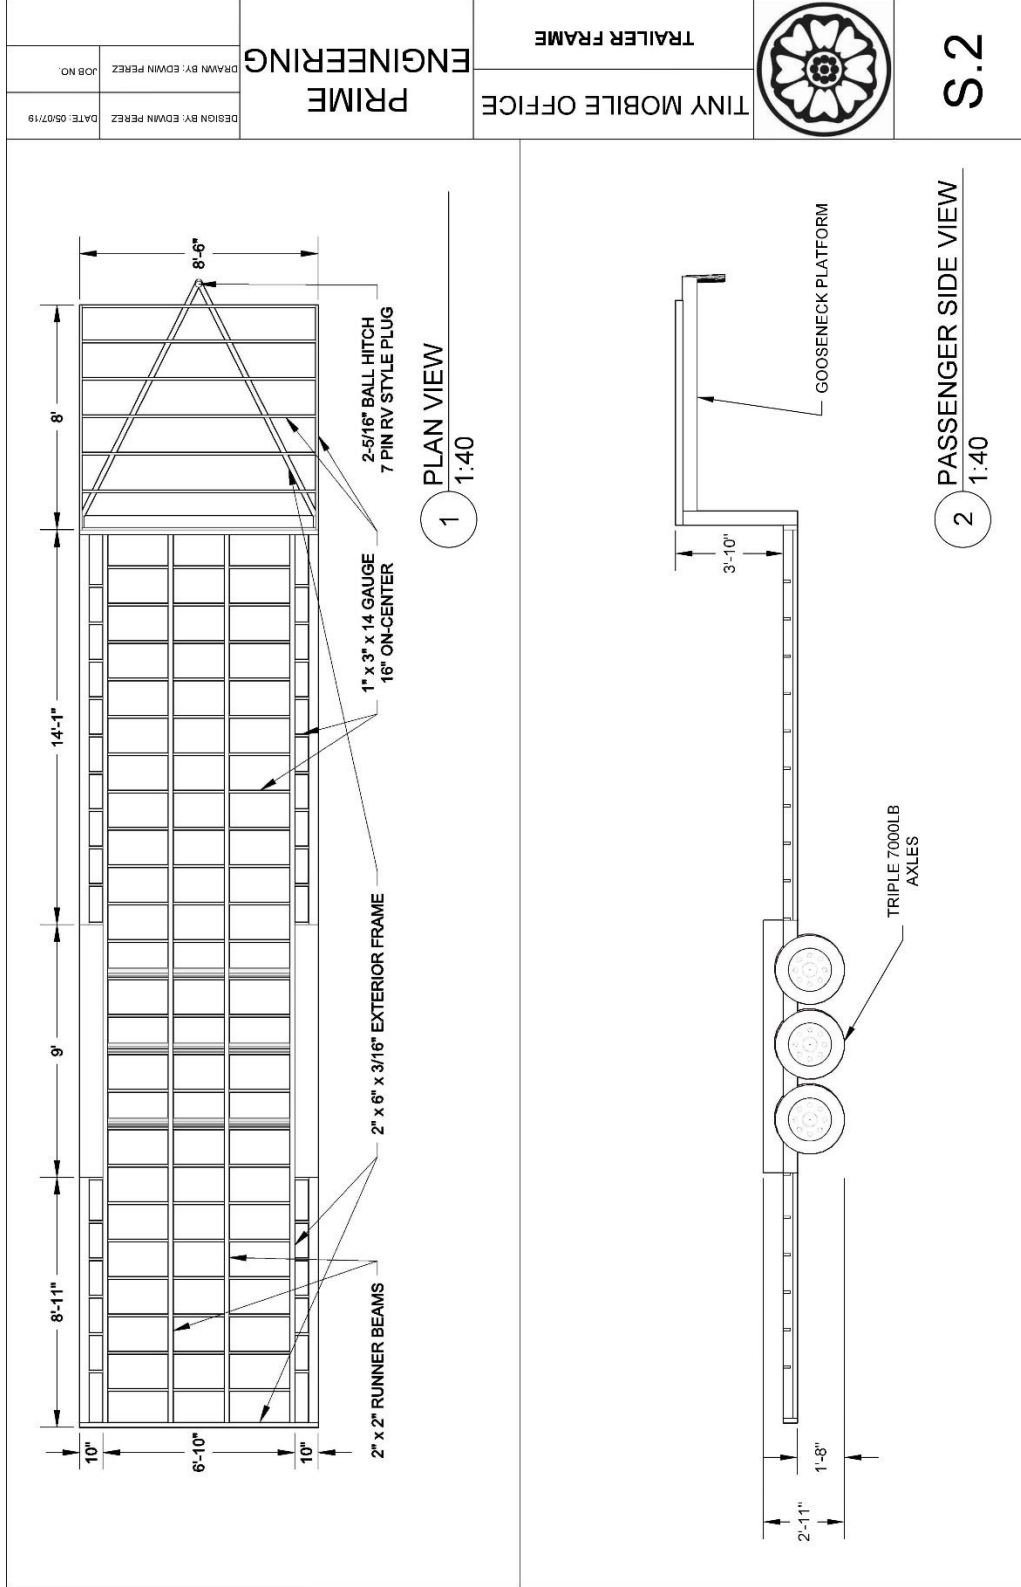 8'-11"
9'
14'-1"
8'
10"
6'-10"
10"
8'-6"
2" x 2" RUNNER BEAMS
2" x 6" x 3/16" EXTERIOR FRAME
1" x 3" x 14 GAUGE
16" ON-CENTER
2-5/16" BALL HITCH
7 PIN RV STYLE PLUG
1
PLAN VIEW
1:40
2'-11"
1'-8"
3'-10"
TRIPLE 7000LB
AXLES
GOOSENECK PLATFORM
2
PASSENGER SIDE VIEW
1:40
DATE: 05/07/19
JOB NO.
DESIGN BY: EDWIN PEREZ
DRAWN BY: EDWIN PEREZ
PRIME
ENGINEERING
TINY MOBILE OFFICE
TRAILER FRAME
S.2